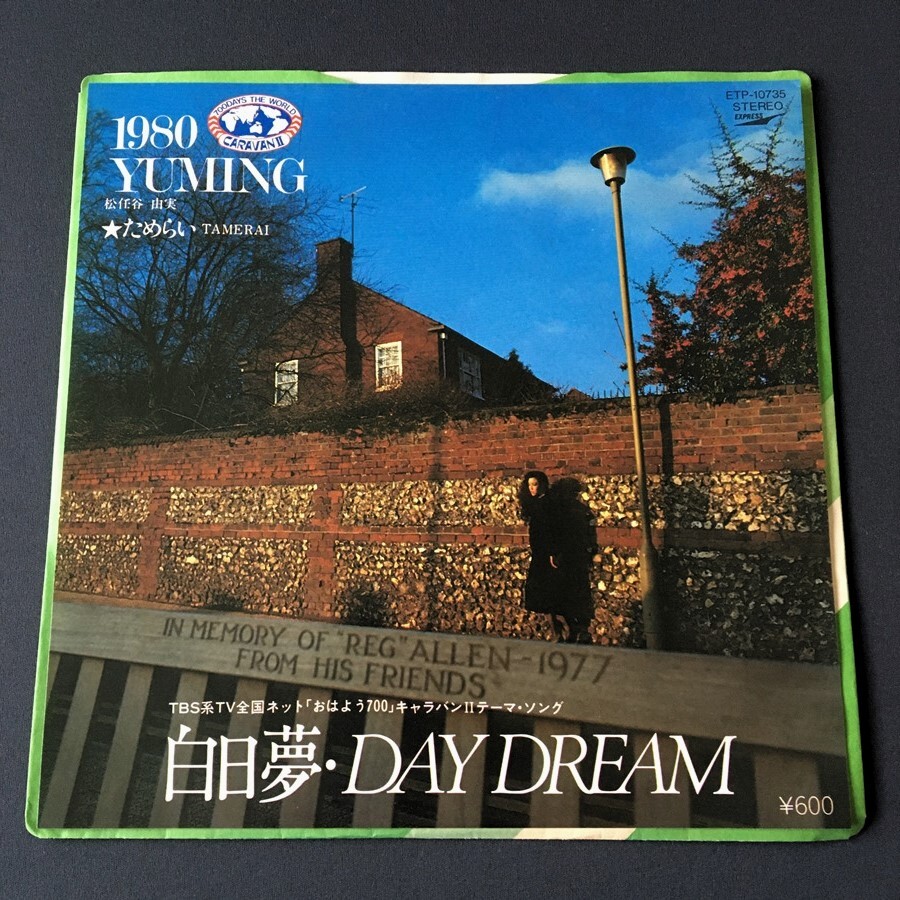 1980
700DAYS THE WORLD
CARAVAN II
YUMING
松任谷 由実
★ためらい TAMERAI
ETP-10735
STEREO
EXPRESS
IN MEMORY OF "REG" ALLEN - 1977
FROM HIS FRIENDS
TBS系TV全国ネット「おはよう700」キャラバンIIテーマ・ソング
白日夢・DAY DREAM
¥600